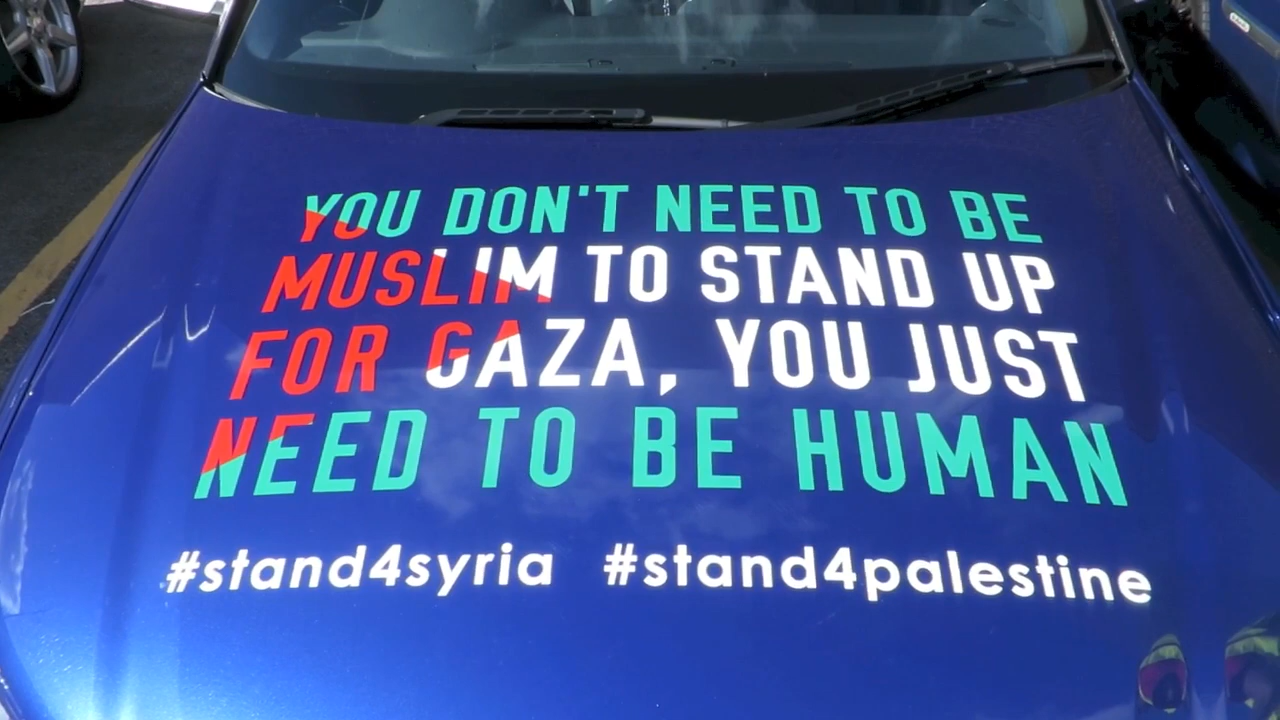 YOU DON'T NEED TO BE
MUSLIM TO STAND UP
FOR GAZA, YOU JUST
NEED TO BE HUMAN
#stand4syria #stand4palestine